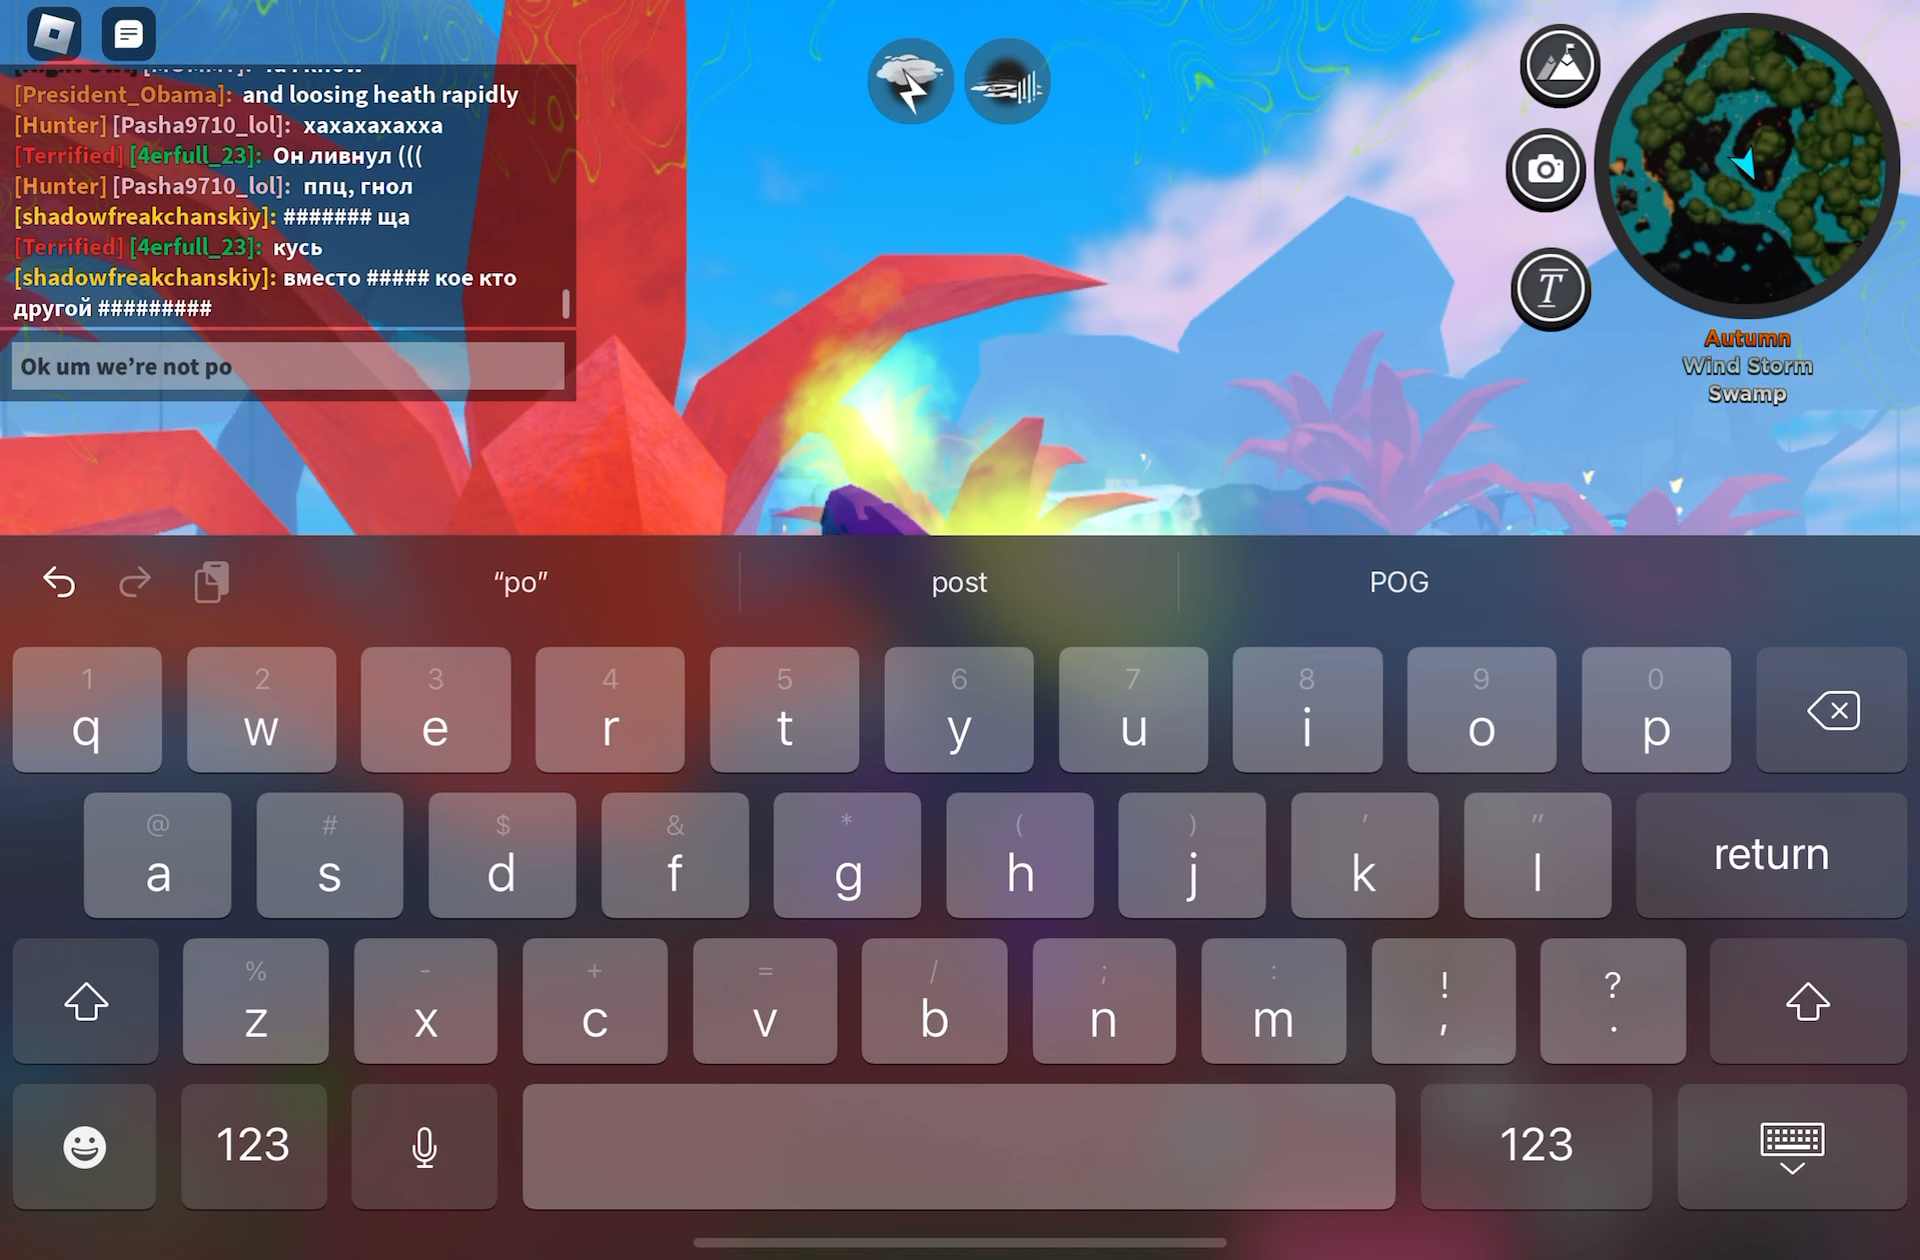 [President_Obama]: and loosing heath rapidly
[Hunter] [Pasha9710_lol]: хахахахахха
[Terrified] [4erfull_23]: Он ливнул (((
[Hunter] [Pasha9710_lol]: ппц, гнол
[shadowfreakchanskiy]: ####### ща
[Terrified] [4erfull_23]: кусь
[shadowfreakchanskiy]: вместо ##### кое кто
другой #########
Ok um we’re not po
T
Autumn
Wind Storm
Swamp
“po” post POG
1 2 3 4 5 6 7 8 9 0
q w e r t y u i o p
@ # $ & * ( ) ’ ”
a s d f g h j k l return
% - + = / ; : ! ?
z x c v b n m , .
123 123